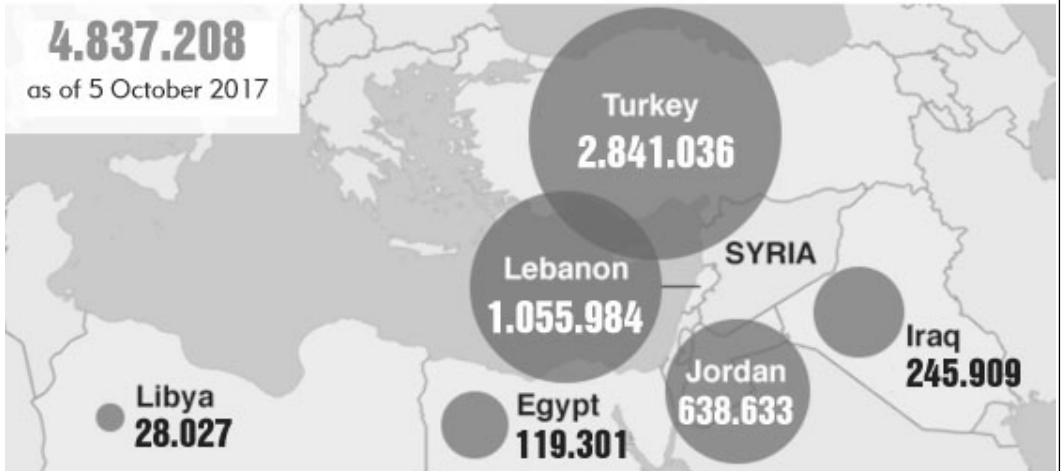 4.837.208
as of 5 October 2017
Turkey
2.841.036
Lebanon
1.055.984
SYRIA
Iraq
245.909
Jordan
638.633
Egypt
119.301
Libya
28.027